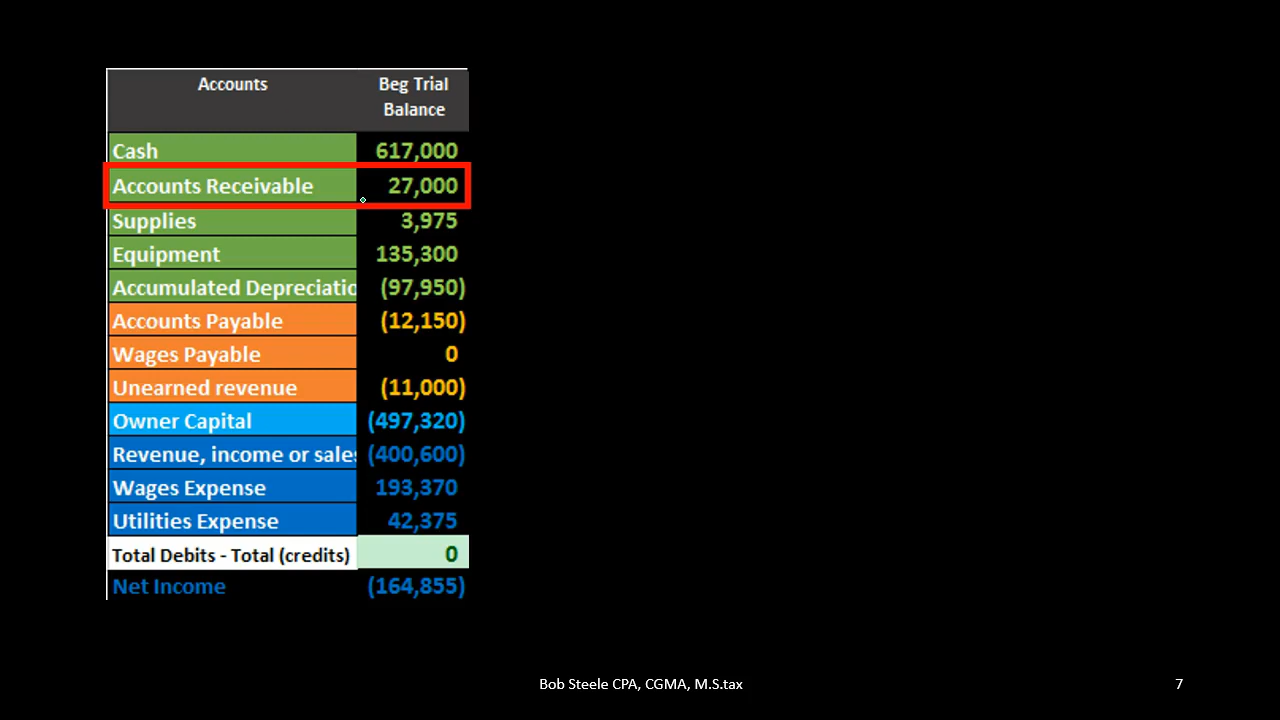 Accounts Beg Trial
Balance
Cash 617,000
Accounts Receivable 27,000
Supplies 3,975
Equipment 135,300
Accumulated Depreciatio (97,950)
Accounts Payable (12,150)
Wages Payable 0
Unearned revenue (11,000)
Owner Capital (497,320)
Revenue, income or sales (400,600)
Wages Expense 193,370
Utilities Expense 42,375
Total Debits - Total (credits) 0
Net Income (164,855)
Bob Steele CPA, CGMA, M.S.tax 7